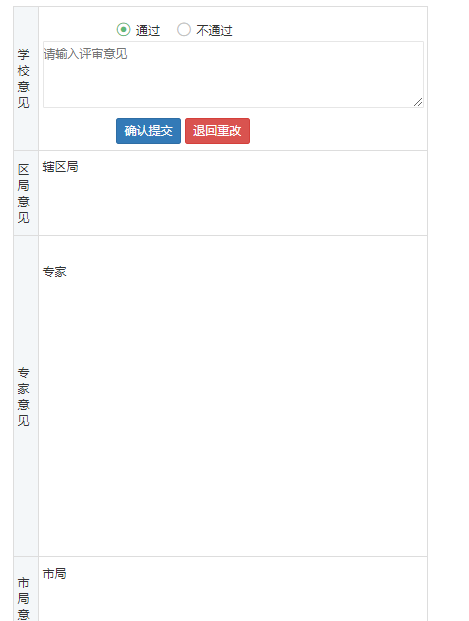 学校意见
通过 不通过
请输入评审意见
确认提交 退回重改
区局意见
辖区局
专家意见
专家
市局意
市局